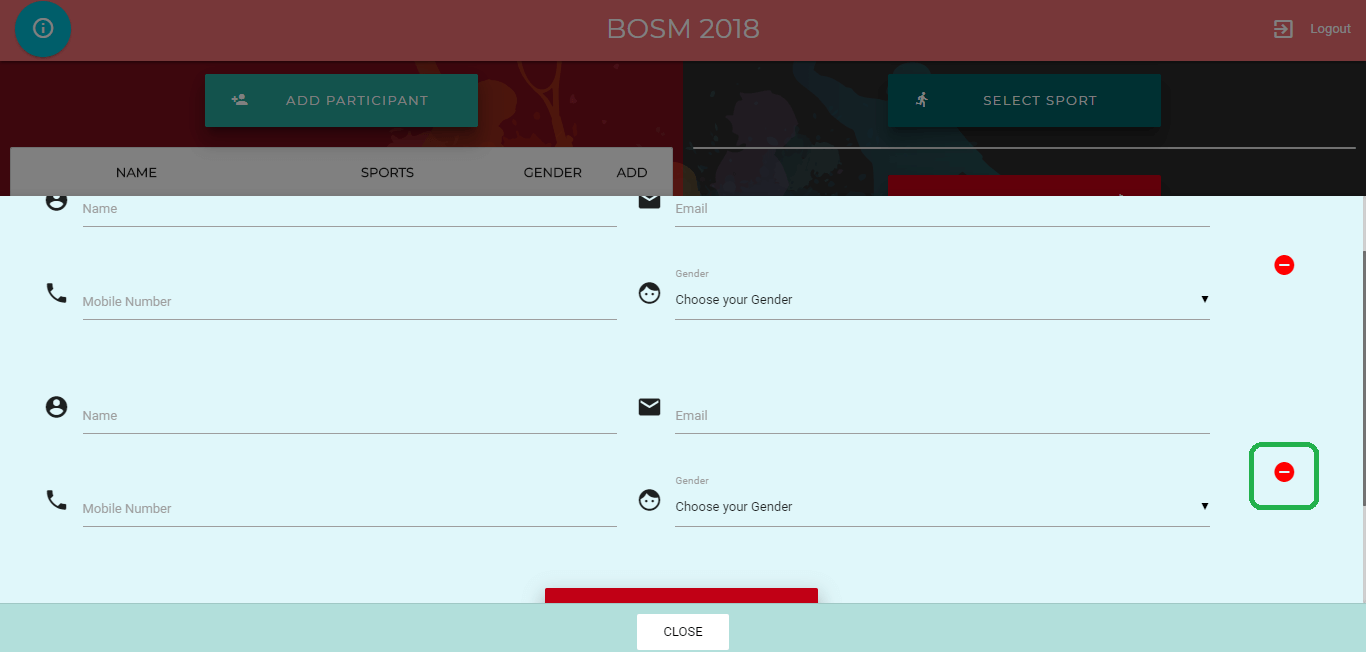 BOSM 2018
Logout
ADD PARTICIPANT
SELECT SPORT
NAME SPORTS GENDER ADD
Name Email
Gender
Mobile Number Choose your Gender
Name Email
Gender
Mobile Number Choose your Gender
CLOSE